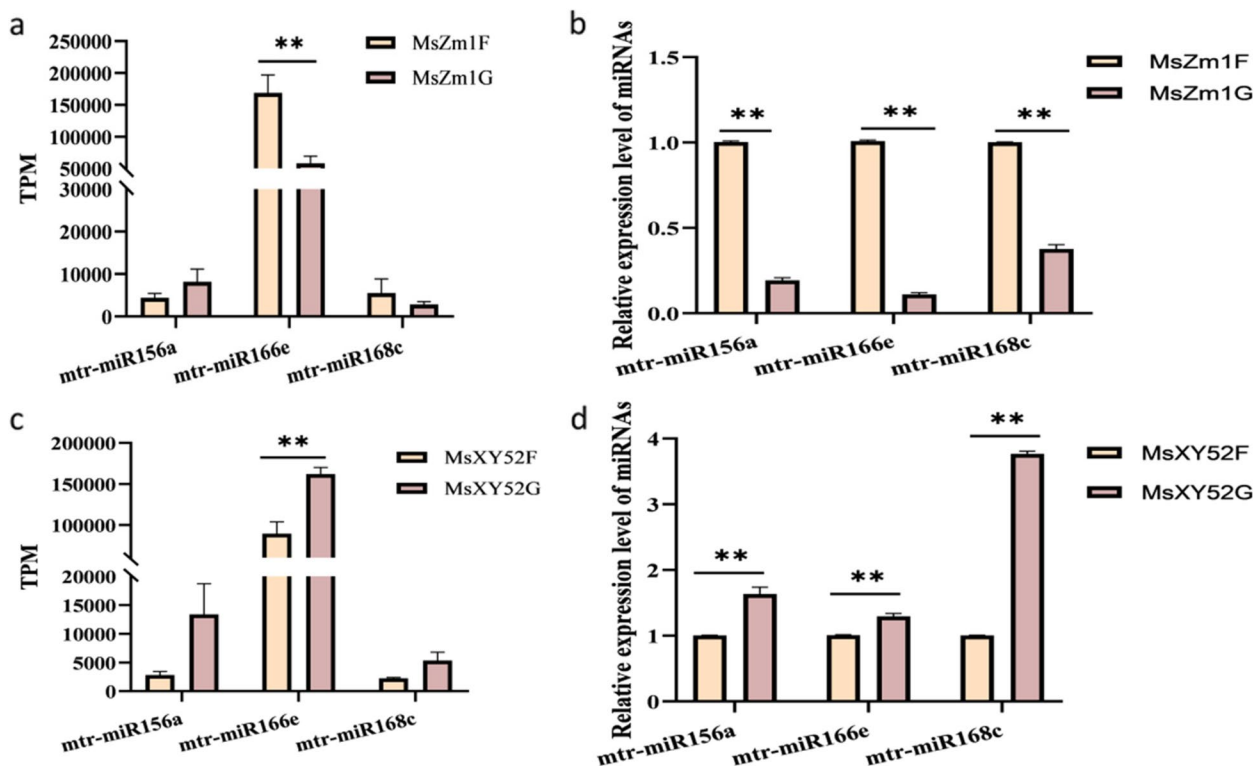 a
250000
200000
150000
100000
50000
30000
20000
10000
0
TPM
**
MsZm1F
MsZm1G
mtr-miR156a
mtr-miR166e
mtr-miR168c
b
1.5
1.0
0.5
0.0
Relative expression level of miRNAs
**
**
**
MsZm1F
MsZm1G
mtr-miR156a
mtr-miR166e
mtr-miR168c
c
200000
150000
100000
20000
15000
10000
5000
0
TPM
**
MsXY52F
MsXY52G
mtr-miR156a
mtr-miR166e
mtr-miR168c
d
4
3
2
1
0
Relative expression level of miRNAs
**
**
**
MsXY52F
MsXY52G
mtr-miR156a
mtr-miR166e
mtr-miR168c